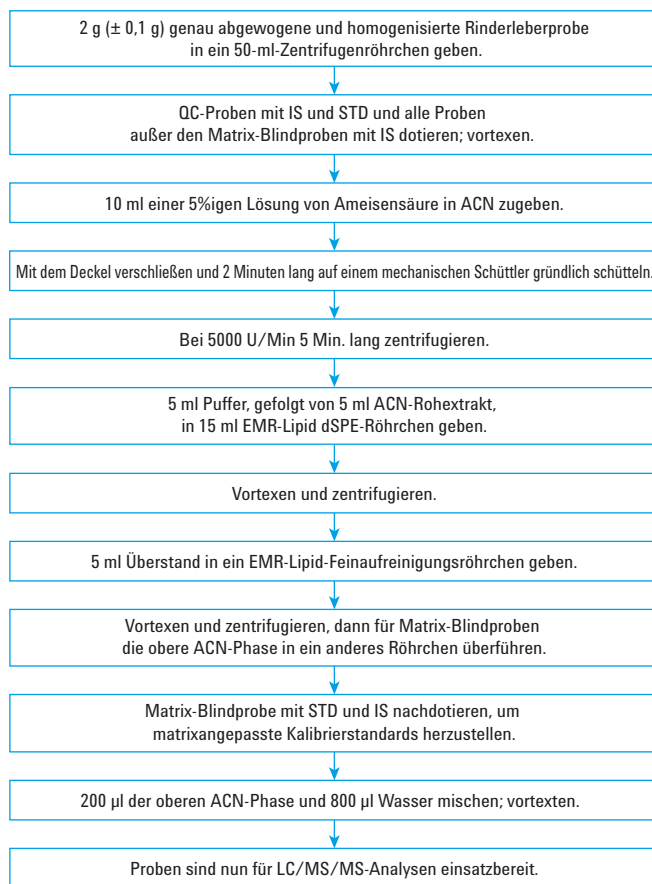 2 g (± 0,1 g) genau abgewogene und homogenisierte Rinderleberprobe
in ein 50-ml-Zentrifugenröhrchen geben.
QC-Proben mit IS und STD und alle Proben
außer den Matrix-Blindproben mit IS dotieren; vortexen.
10 ml einer 5%igen Lösung von Ameisensäure in ACN zugeben.
Mit dem Deckel verschließen und 2 Minuten lang auf einem mechanischen Schüttler gründlich schütteln.
Bei 5000 U/Min 5 Min. lang zentrifugieren.
5 ml Puffer, gefolgt von 5 ml ACN-Rohextrakt,
in 15 ml EMR-Lipid dSPE-Röhrchen geben.
Vortexen und zentrifugieren.
5 ml Überstand in ein EMR-Lipid-Feinaufreinigungsröhrchen geben.
Vortexen und zentrifugieren, dann für Matrix-Blindproben
die obere ACN-Phase in ein anderes Röhrchen überführen.
Matrix-Blindprobe mit STD und IS nachdotieren, um
matrixangepasste Kalibrierstandards herzustellen.
200 µl der oberen ACN-Phase und 800 µl Wasser mischen; vortexten.
Proben sind nun für LC/MS/MS-Analysen einsatzbereit.